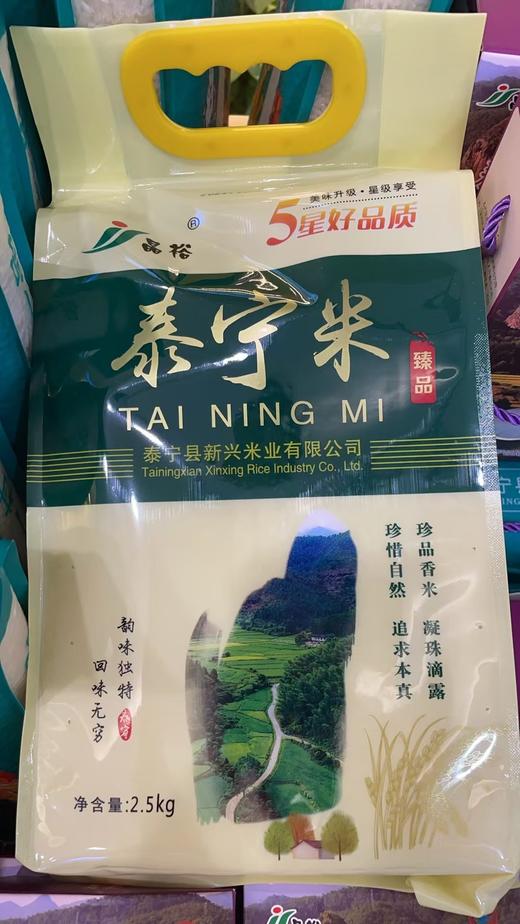 美味升级·星级享受
5星好品质
晶裕®
泰宁米
臻品
TAI NING MI
泰宁县新兴米业有限公司
Tainingxian Xinxing Rice Industry Co., Ltd.
珍品香米 凝珠滴露
珍惜自然 追求本真
韵味独特
回味无穷
净含量:2.5kg